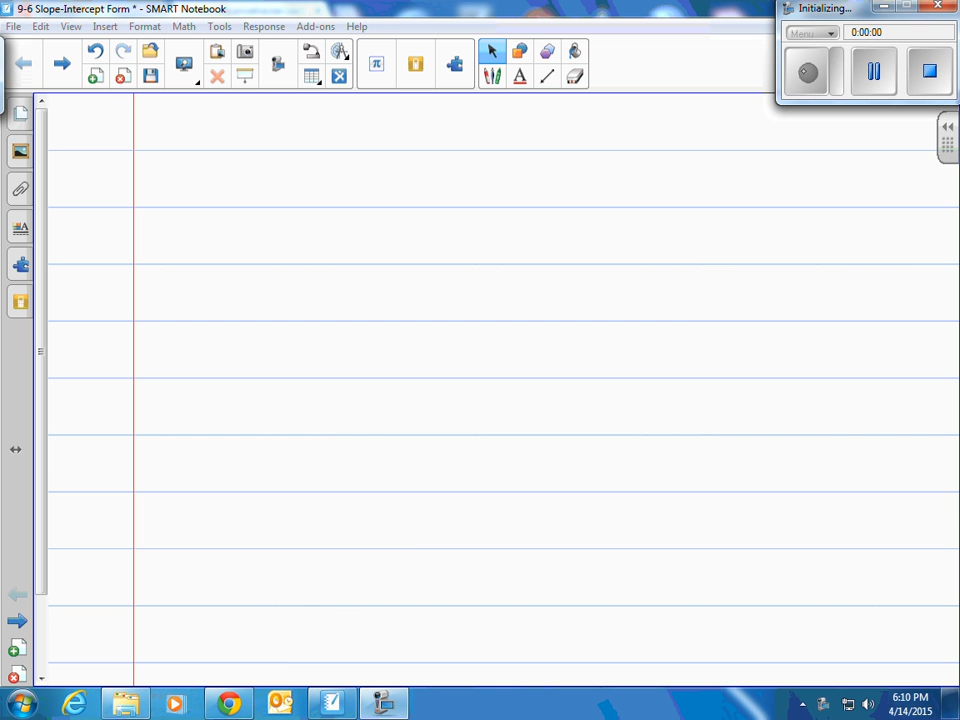 9-6 Slope-Intercept Form * - SMART Notebook
Initializing...
File Edit View Insert Format Math Tools Response Add-ons Help
Menu 0:00:00
6:10 PM
4/14/2015